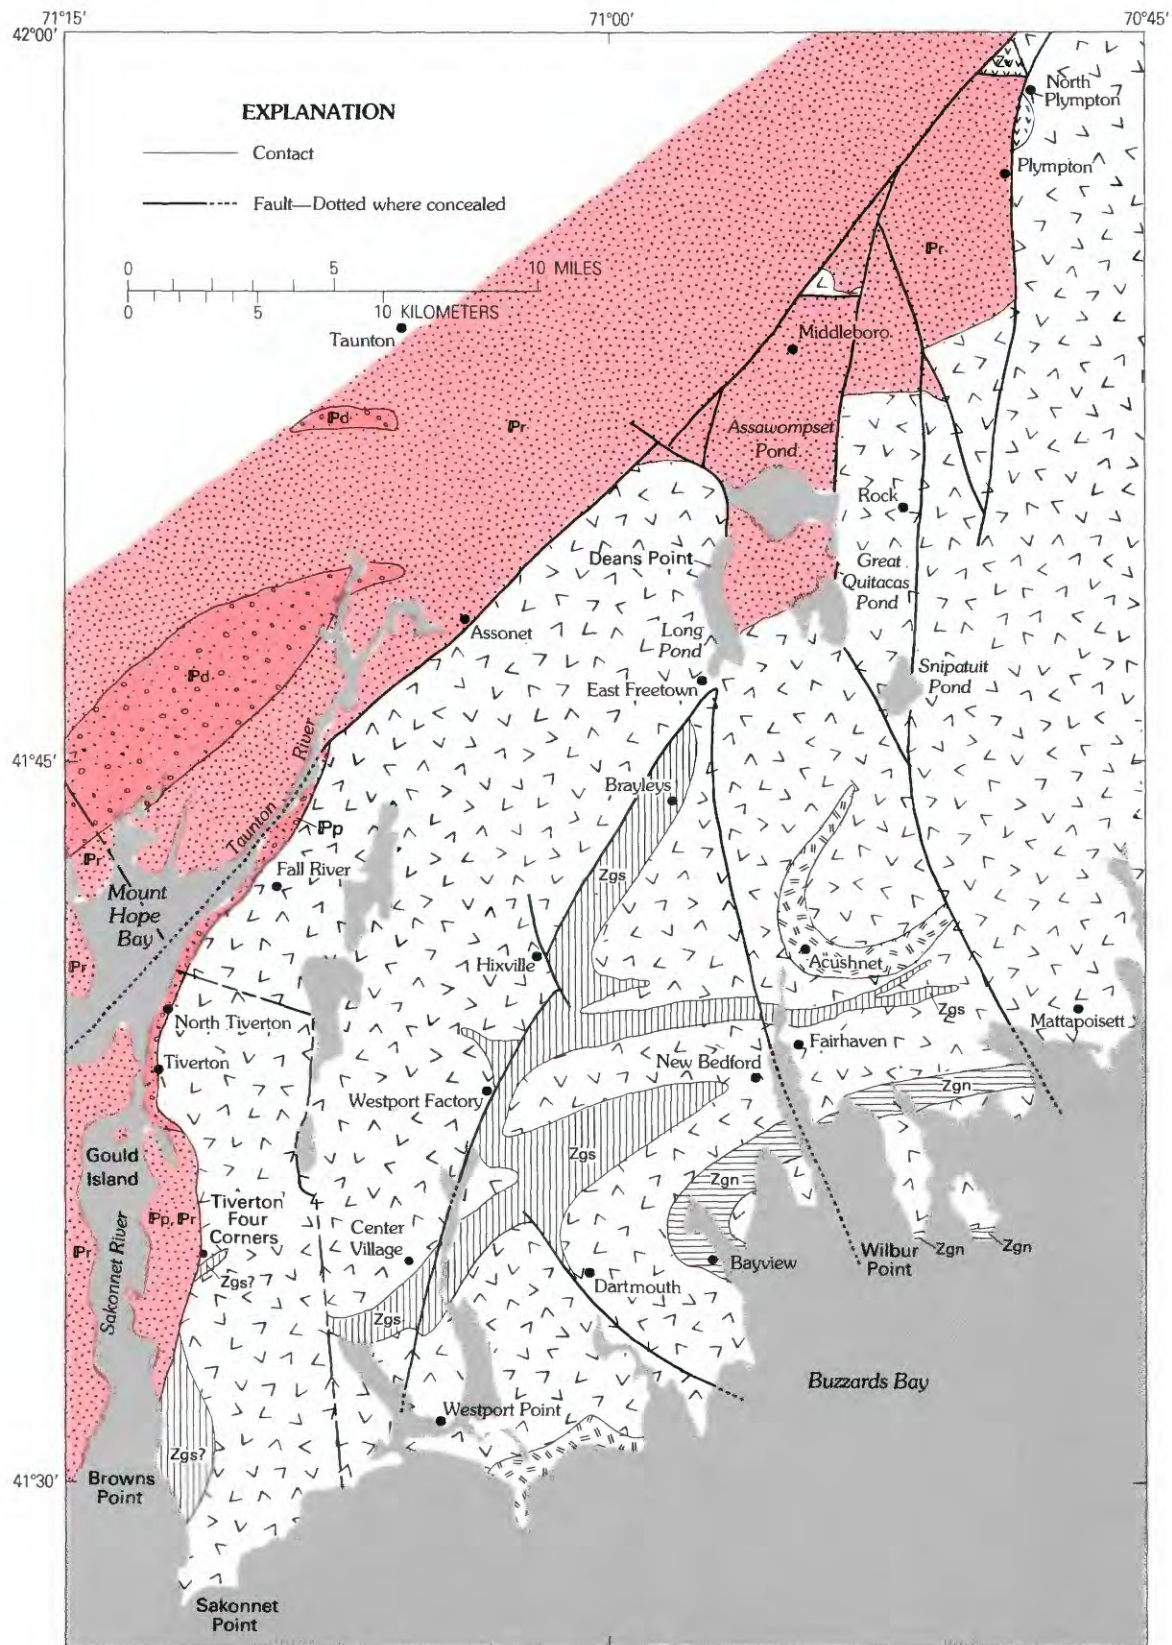 71°15'
71°00'
70°45'
42°00'
EXPLANATION
Contact
Fault—Dotted where concealed
0 5 10 MILES
0 5 10 KILOMETERS
Taunton
North
Plympton
Plympton
ℙr
Middleboro
ℙd
ℙr
Assawompset
Pond
Rock
Deans Point
Great
Quitacas
Pond
Assonet
Long
Pond
East Freetown
Snipatuit
Pond
ℙd
41°45'
Taunton River
Brayleys
ℙp
ℙr
Fall River
Zgs
Mount
Hope
Bay
ℙr
Hixville
Acushnet
North Tiverton
Zgs
Mattapoisett
Fairhaven
Tiverton
New Bedford
Westport Factory
Zgn
Gould
Island
Zgs
Zgn
ℙp, ℙr
Tiverton
Four
Corners
ℙr
Sakonnet River
Center
Village
Zgs?
Bayview
Wilbur
Point
Zgn
Zgn
Dartmouth
Zgs
Buzzards Bay
Westport Point
Zgs?
41°30'
Browns
Point
Sakonnet
Point